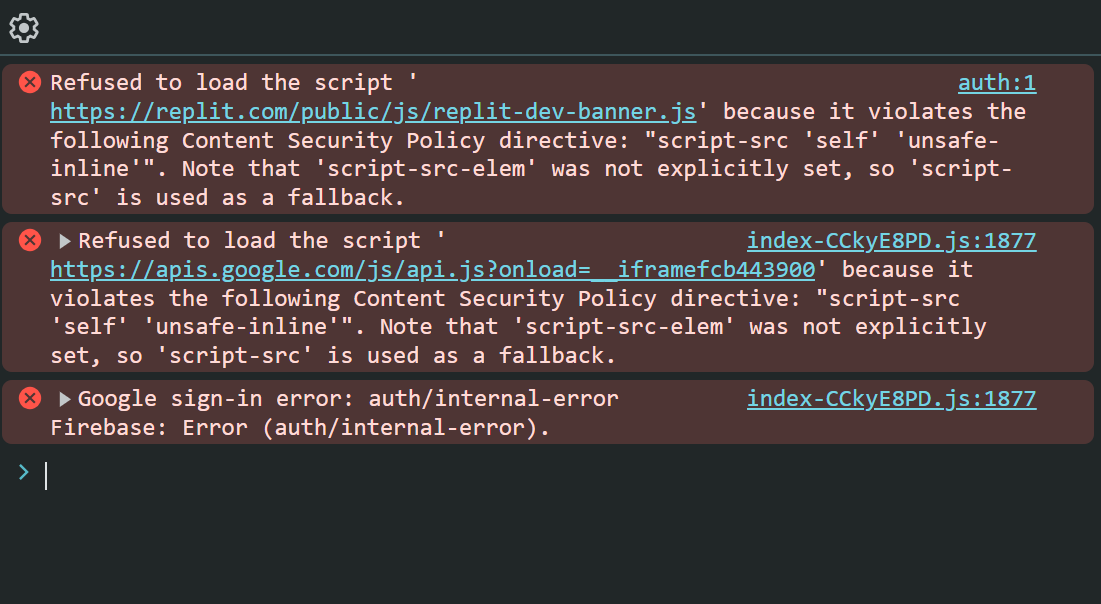 Refused to load the script ' auth:1
https://replit.com/public/js/replit-dev-banner.js' because it violates the
following Content Security Policy directive: "script-src 'self' 'unsafe-
inline'". Note that 'script-src-elem' was not explicitly set, so 'script-
src' is used as a fallback.
Refused to load the script ' index-CCkyE8PD.js:1877
https://apis.google.com/js/api.js?onload=__iframefcb443900' because it
violates the following Content Security Policy directive: "script-src
'self' 'unsafe-inline'". Note that 'script-src-elem' was not explicitly
set, so 'script-src' is used as a fallback.
Google sign-in error: auth/internal-error index-CCkyE8PD.js:1877
Firebase: Error (auth/internal-error).